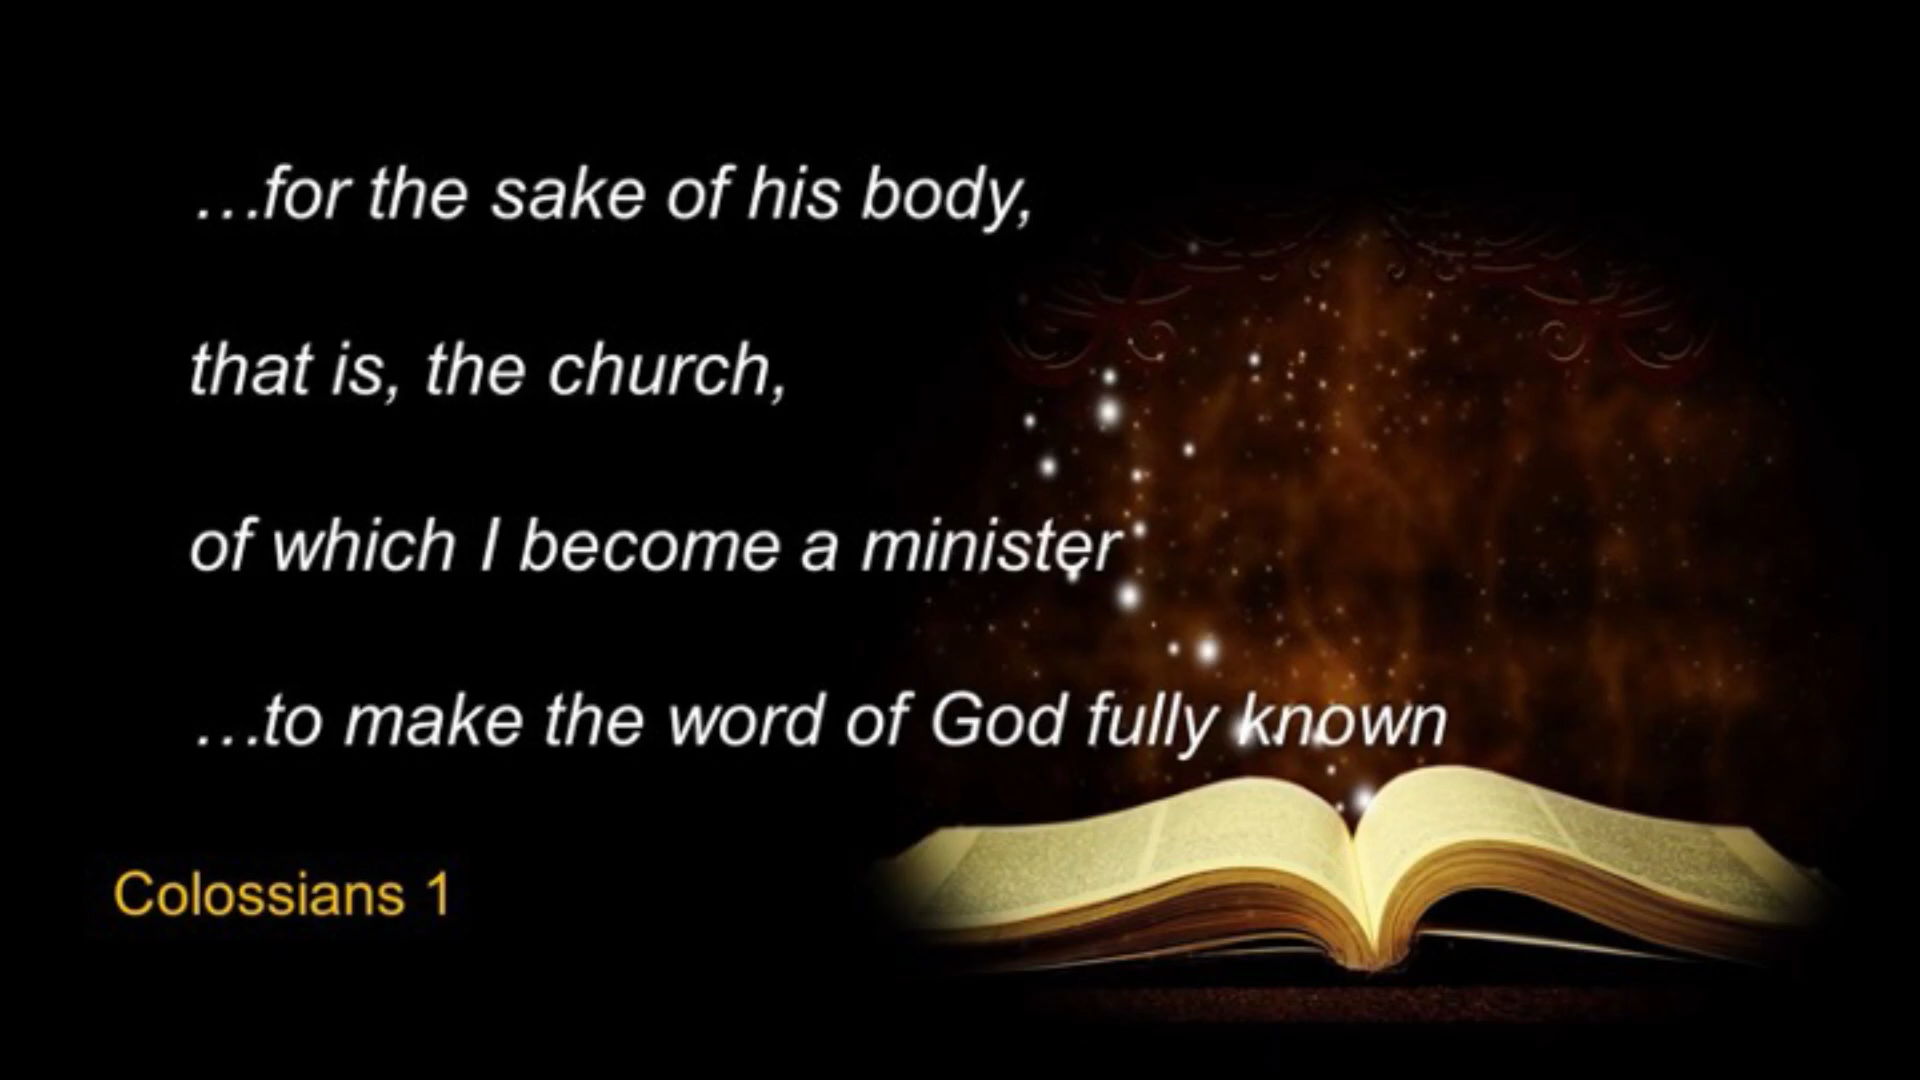 …for the sake of his body,
that is, the church,
of which I become a minister
…to make the word of God fully known
Colossians 1